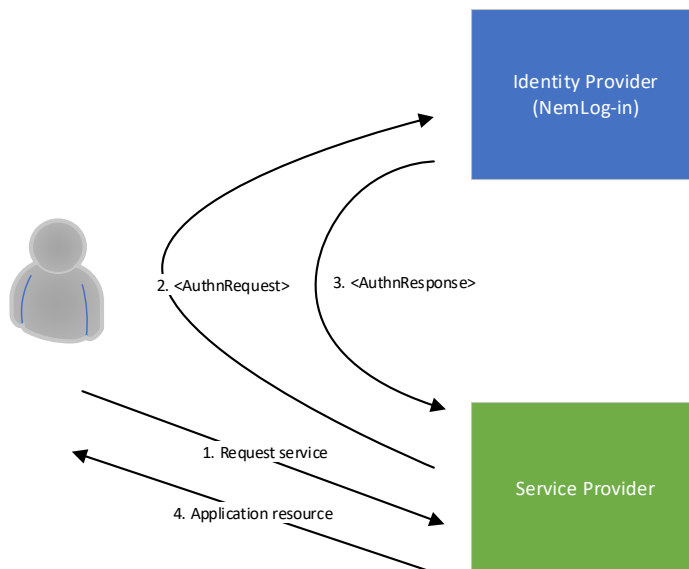 Identity Provider
(NemLog-in)
2. <AuthnRequest>
3. <AuthnResponse>
1. Request service
Service Provider
4. Application resource